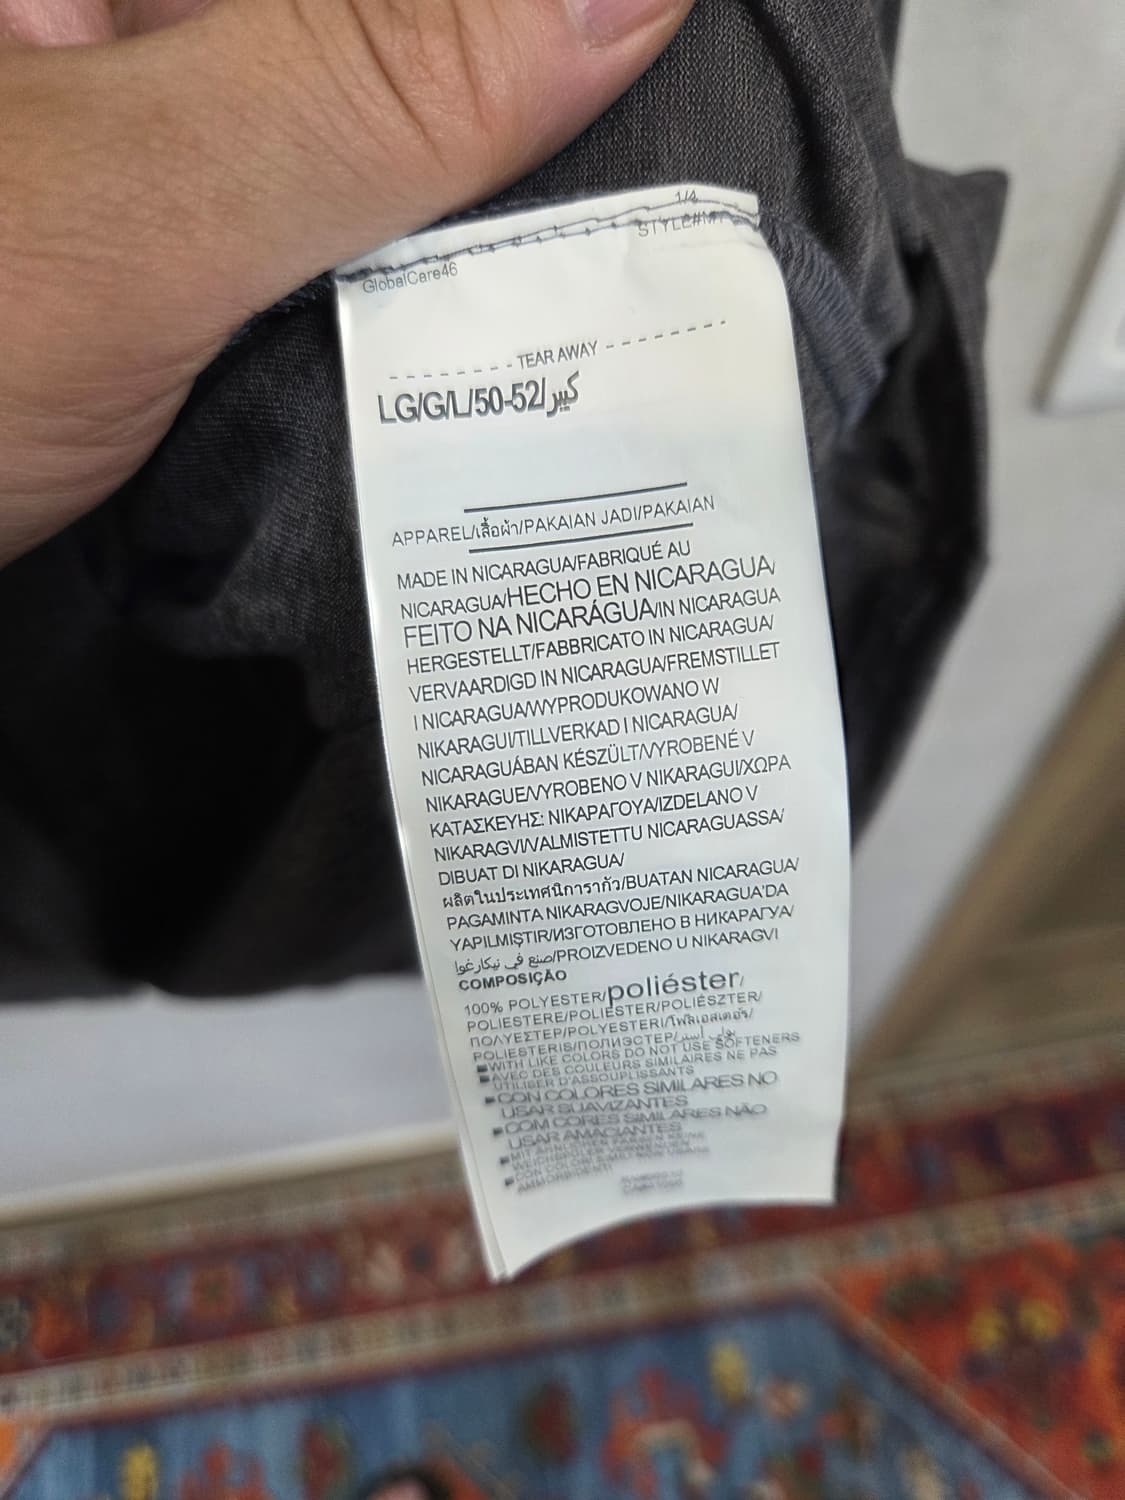 1/4
STYLE#M
GlobalCare46
TEAR AWAY
LG/G/L/50-52/كبير
APPAREL/เสื้อผ้า/PAKAIAN JADI/PAKAIAN
MADE IN NICARAGUA/FABRIQUÉ AU
NICARAGUA/HECHO EN NICARAGUA/
FEITO NA NICARÁGUA/IN NICARAGUA
HERGESTELLT/FABBRICATO IN NICARAGUA/
VERVAARDIGD IN NICARAGUA/FREMSTILLET
I NICARAGUA/WYPRODUKOWANO W
NIKARAGUI/TILLVERKAD I NICARAGUA/
NICARAGUÁBAN KÉSZÜLT/VYROBENÉ V
NIKARAGUE/VYROBENO V NIKARAGUI/ΧΩΡΑ
ΚΑΤΑΣΚΕΥΗΣ: ΝΙΚΑΡΑΓΟΥΑ/IZDELANO V
NIKARAGVI/VALMISTETTU NICARAGUASSA/
DIBUAT DI NIKARAGUA/
ผลิตในประเทศนิการากัว/BUATAN NICARAGUA/
PAGAMINTA NIKARAGVOJE/NIKARAGUA'DA
YAPILMIŞTIR/ИЗГОТОВЛЕНО В НИКАРАГУА/
صنع في نيكارغوا/PROIZVEDENO U NIKARAGVI
COMPOSIÇÃO
100% POLYESTER/poliéster/
POLIESTERE/POLIÉSTER/POLIÉSZTER/
ΠΟΛΥΕΣΤΕΡ/POLYESTERI/โพลีเอสเตอร์/
POLIESTERIS/ПОЛИЭСТЕР/بولي استر
WITH LIKE COLORS DO NOT USE SOFTENERS
AVEC DES COULEURS SIMILAIRES NE PAS
UTILISER D'ASSOUPLISSANTS
CON COLORES SIMILARES NO
USAR SUAVIZANTES
COM CORES SIMILARES NÃO
USAR AMACIANTES